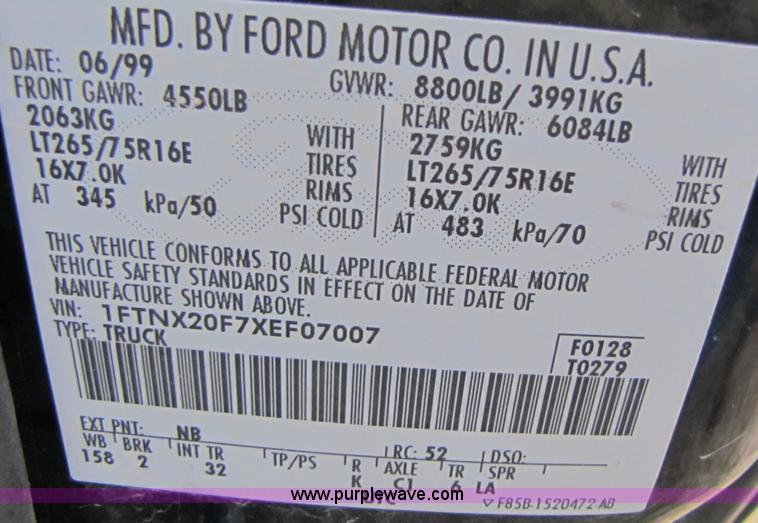 MFD. BY FORD MOTOR CO. IN U.S.A.
DATE: 06/99 GVWR: 8800LB/ 3991KG
FRONT GAWR: 4550LB REAR GAWR: 6084LB
2063KG WITH 2759KG WITH
LT265/75R16E TIRES LT265/75R16E TIRES
16X7.0K RIMS 16X7.0K RIMS
AT 345 kPa/50 PSI COLD AT 483 kPa/70 PSI COLD
THIS VEHICLE CONFORMS TO ALL APPLICABLE FEDERAL MOTOR
VEHICLE SAFETY STANDARDS IN EFFECT ON THE DATE OF
MANUFACTURE SHOWN ABOVE.
VIN: 1FTNX20F7XEF07007
TYPE: TRUCK
F0128
T0279
EXT PNT: NB RC: 52 DSO:
WB BRK INT TR TP/PS R AXLE TR SPR
158 2 32 K C1 6 LA
www.purplewave.com
F85B-1520472-AB